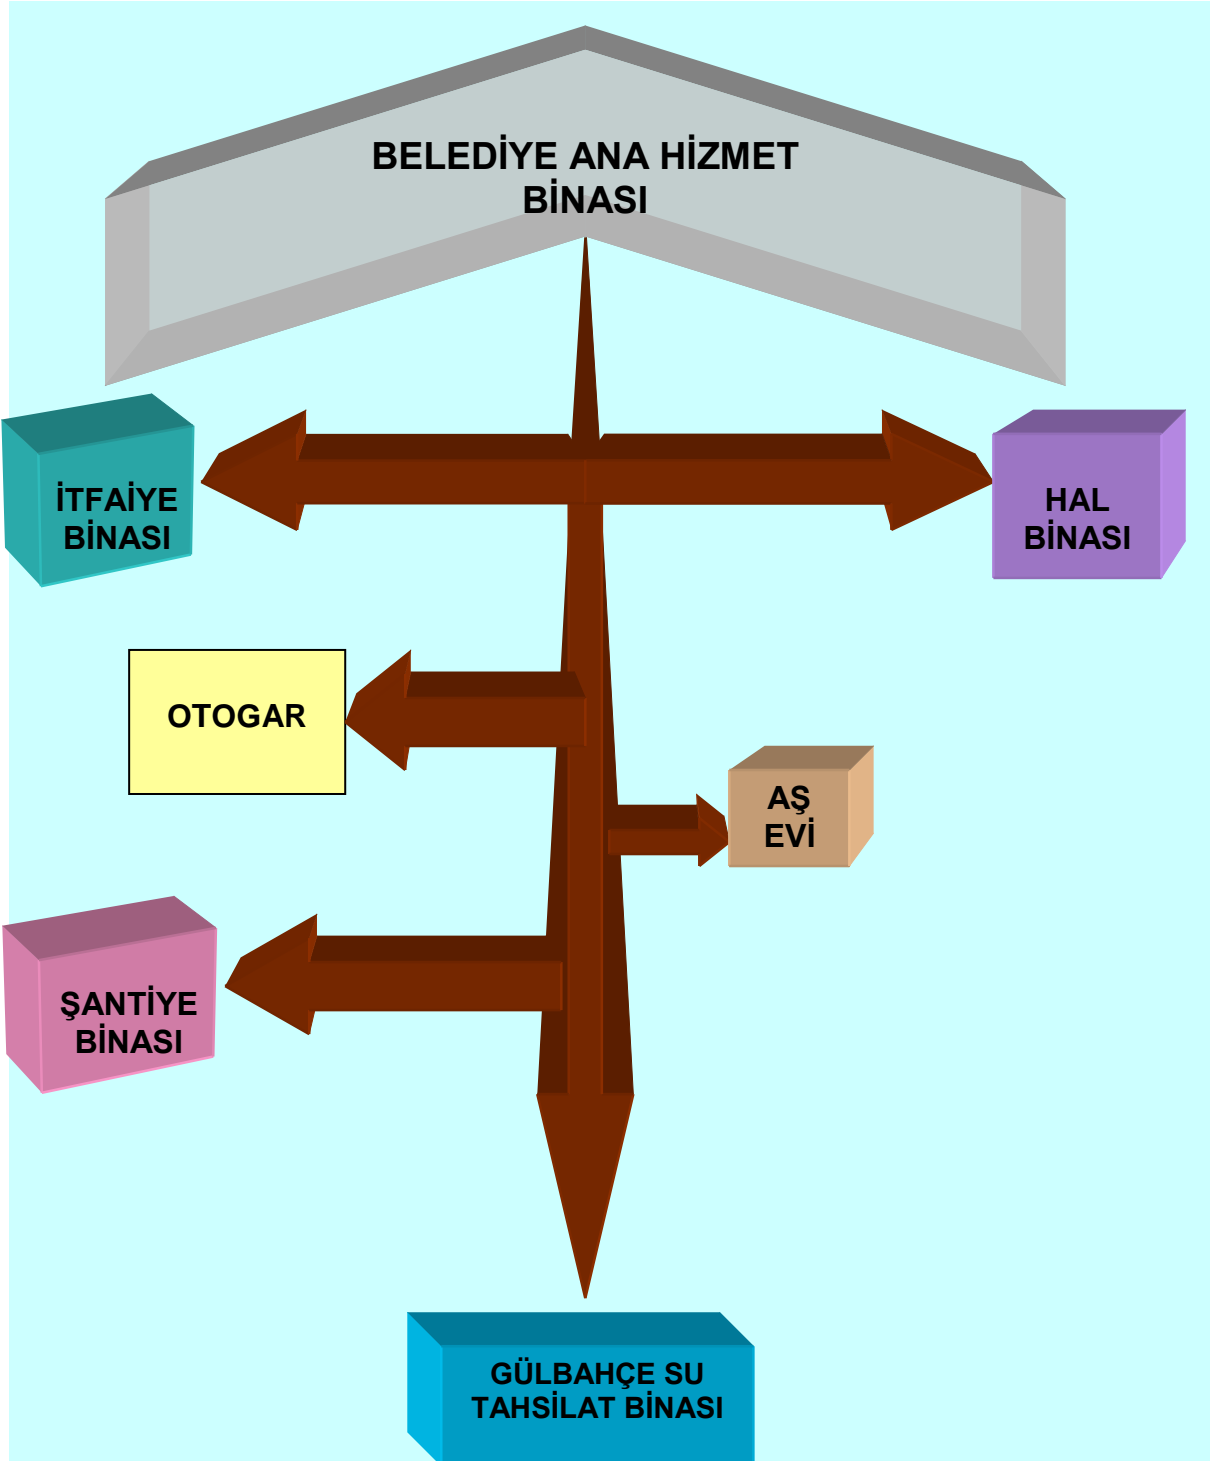 BELEDİYE ANA HİZMET
BİNASI
İTFAİYE
BİNASI
HAL
BİNASI
OTOGAR
AŞ
EVİ
ŞANTİYE
BİNASI
GÜLBAHÇE SU
TAHSİLAT BİNASI